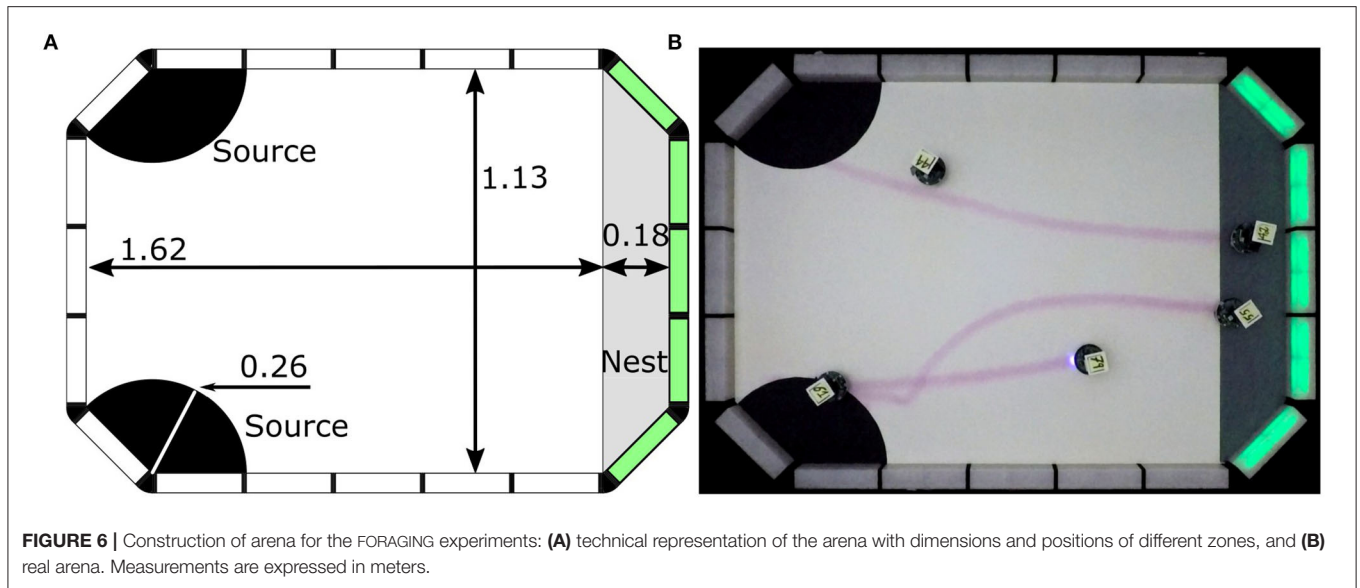 A
B
Source
1.13
1.62
0.18
0.26
Nest
Source
FIGURE 6 | Construction of arena for the FORAGING experiments: (A) technical representation of the arena with dimensions and positions of different zones, and (B)
real arena. Measurements are expressed in meters.